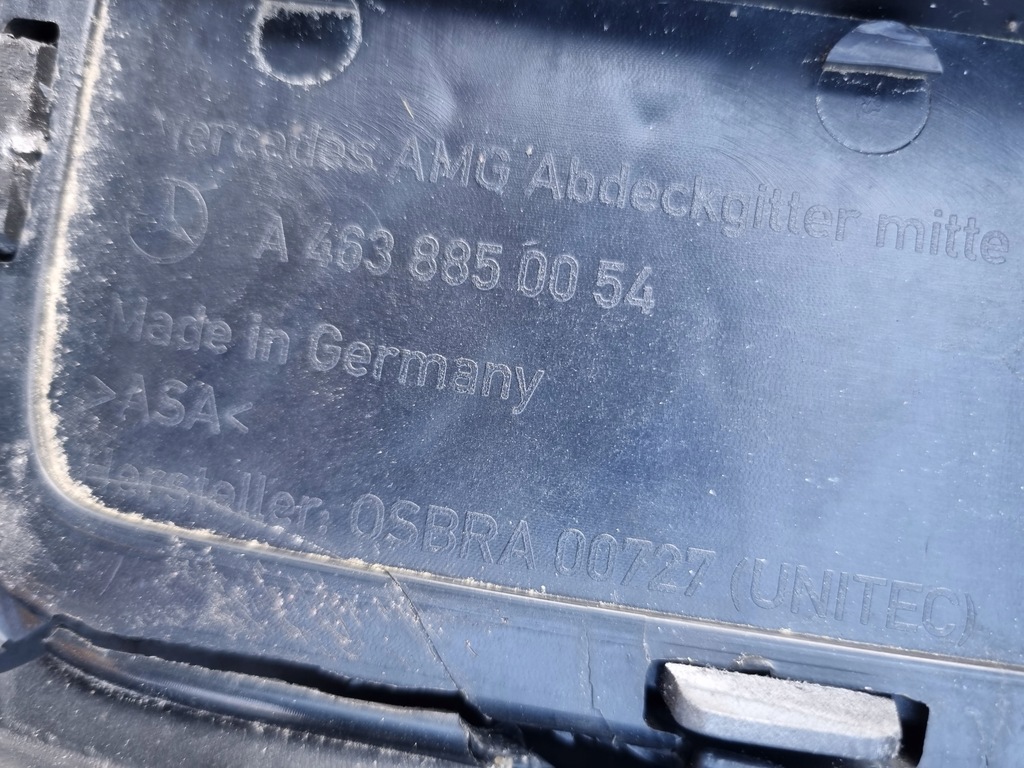 Mercedes AMG Abdeckgitter mitte
A 463 885 00 54
Made in Germany
>ASA<
Hersteller: OSBRA 00727 (UNITEC)